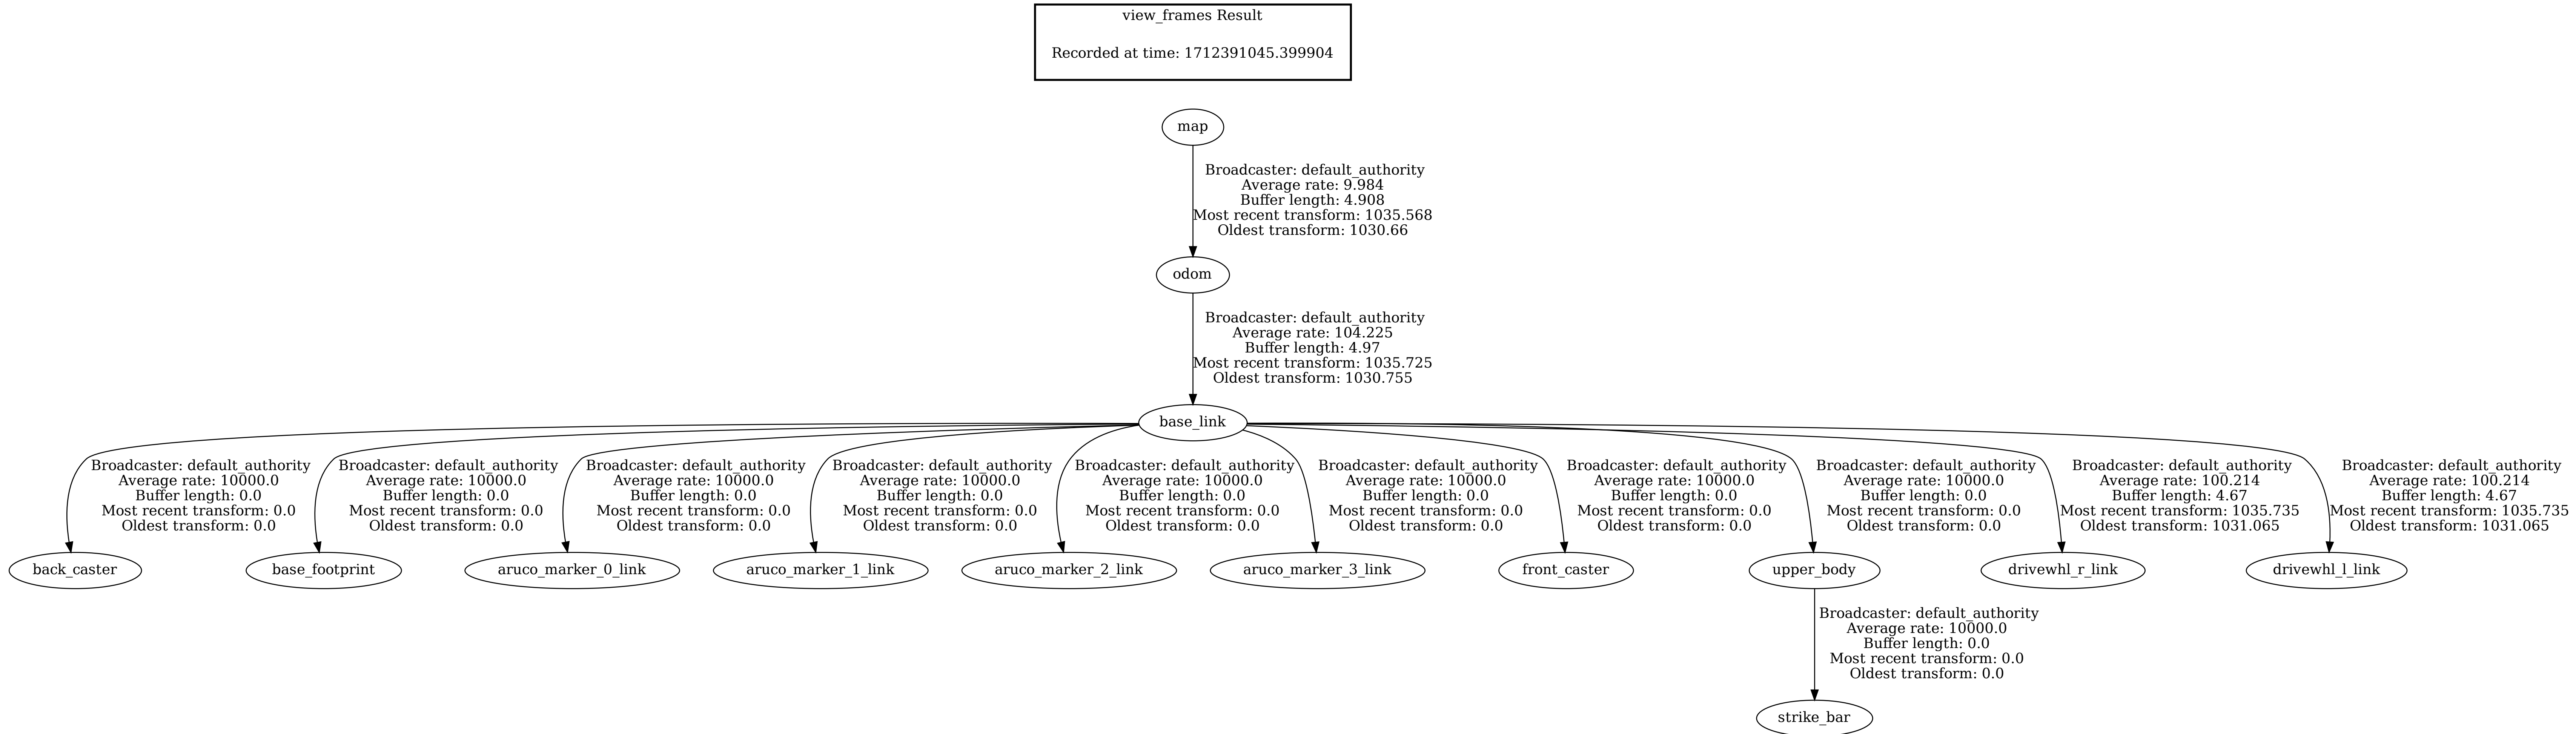 view_frames Result
Recorded at time: 1712391045.399904
map
Broadcaster: default_authority
Average rate: 9.984
Buffer length: 4.908
Most recent transform: 1035.568
Oldest transform: 1030.66
odom
Broadcaster: default_authority
Average rate: 104.225
Buffer length: 4.97
Most recent transform: 1035.725
Oldest transform: 1030.755
base_link
Broadcaster: default_authority
Average rate: 10000.0
Buffer length: 0.0
Most recent transform: 0.0
Oldest transform: 0.0
Broadcaster: default_authority
Average rate: 10000.0
Buffer length: 0.0
Most recent transform: 0.0
Oldest transform: 0.0
Broadcaster: default_authority
Average rate: 10000.0
Buffer length: 0.0
Most recent transform: 0.0
Oldest transform: 0.0
Broadcaster: default_authority
Average rate: 10000.0
Buffer length: 0.0
Most recent transform: 0.0
Oldest transform: 0.0
Broadcaster: default_authority
Average rate: 10000.0
Buffer length: 0.0
Most recent transform: 0.0
Oldest transform: 0.0
Broadcaster: default_authority
Average rate: 10000.0
Buffer length: 0.0
Most recent transform: 0.0
Oldest transform: 0.0
Broadcaster: default_authority
Average rate: 10000.0
Buffer length: 0.0
Most recent transform: 0.0
Oldest transform: 0.0
Broadcaster: default_authority
Average rate: 10000.0
Buffer length: 0.0
Most recent transform: 0.0
Oldest transform: 0.0
Broadcaster: default_authority
Average rate: 100.214
Buffer length: 4.67
Most recent transform: 1035.735
Oldest transform: 1031.065
Broadcaster: default_authority
Average rate: 100.214
Buffer length: 4.67
Most recent transform: 1035.735
Oldest transform: 1031.065
back_caster
base_footprint
aruco_marker_0_link
aruco_marker_1_link
aruco_marker_2_link
aruco_marker_3_link
front_caster
upper_body
drivewhl_r_link
drivewhl_l_link
Broadcaster: default_authority
Average rate: 10000.0
Buffer length: 0.0
Most recent transform: 0.0
Oldest transform: 0.0
strike_bar